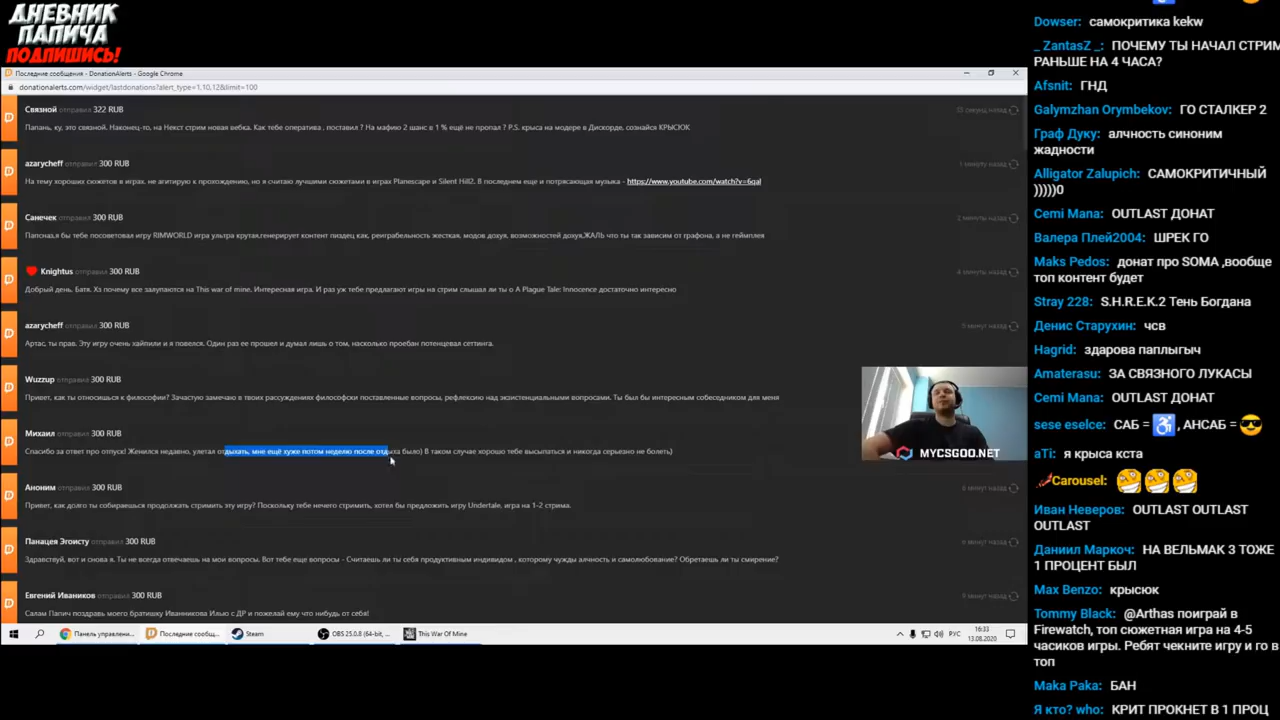 ДНЕВНИК
ПАПИЧА
ПОДПИШИСЬ!
Последние сообщения - DonationAlerts - Google Chrome
donationalerts.com/widget/lastdonations?alert_type=1,10,12&limit=100
Связной отправил 322 RUB
Папань, ку, это связной. Наконец-то, на Некст стрим новая вебка. Как тебе оператива , поставил ? На мафию 2 шанс в 1 % ещё не пропал ? P.S. крыса на модере в Дискорде, сознайся КРЫСЮК
azarycheff отправил 300 RUB
1 минуту назад
На тему хороших сюжетов в играх. не агитирую к прохождению, но я считаю лучшими сюжетами в играх Planescape и Silent Hill2. В последнем еще и потрясающая музыка - https://www.youtube.com/watch?v=6qal
Санечек отправил 300 RUB
2 минуты назад
Папсназ,я бы тебе посоветовал игру RIMWORLD игра ультра крутая,генерирует контент пиздец как, реиграбельность жесткая, модов дохуя, возможностей дохуя,ЖАЛЬ что ты так зависим от графона, а не геймплея
Knightus отправил 300 RUB
4 минуты назад
Добрый день. Батя. Хз почему все залупаются на This war of mine. Интересная игра. И раз уж тебе предлагают игры на стрим слышал ли ты о A Plague Tale: Innocence достаточно интересно
azarycheff отправил 300 RUB
5 минут назад
Артас, ты прав. Эту игру очень хайпили и я повелся. Один раз ее прошел и думал лишь о том, насколько проебан потенцевал сеттинга.
Wuzzup отправил 300 RUB
Привет, как ты относишься к философии? Зачастую замечаю в твоих рассуждениях философски поставленные вопросы, рефлексию над экзистенциальными вопросами. Ты был бы интересным собеседником для меня
Михаил отправил 300 RUB
Спасибо за ответ про отпуск! Женился недавно, улетал отдыхать, мне ещё хуже потом неделю после отдыха было) В таком случае хорошо тебе высыпаться и никогда серьезно не болеть)
Аноним отправил 300 RUB
Привет, как долго ты собираешься продолжать стримить эту игру? Поскольку тебе нечего стримить, хотел бы предложить игру Undertale, игра на 1-2 стрима.
Панацея Эгоисту отправил 300 RUB
Здравствуй, вот и снова я. Ты не всегда отвечаешь на мои вопросы. Вот тебе еще вопросы - Считаешь ли ты себя продуктивным индивидом , которому чужды алчность и самолюбование? Обретаешь ли ты смирение?
Евгений Иваников отправил 300 RUB
Салам Папич поздравь моего братишку Иванникова Илью с ДР и пожелай ему что нибудь от себя!
MYCSGOO.NET
Панель управлени...
Последние сообщ...
Steam
OBS 25.0.8 (64-bit, ...
This War Of Mine
РУС
16:33
13.08.2020
Dowser: самокритика kekw
_ ZantasZ _: ПОЧЕМУ ТЫ НАЧАЛ СТРИМ
РАНЬШЕ НА 4 ЧАСА?
Afsnit: ГНД
Galymzhan Orymbekov: ГО СТАЛКЕР 2
Граф Дуку: алчность синоним
жадности
Alligator Zalupich: САМОКРИТИЧНЫЙ
)))))0
Cemi Mana: OUTLAST ДОНАТ
Валера Плей2004: ШРЕК ГО
Maks Pedos: донат про SOMA ,вообще
топ контент будет
Stray 228: S.H.R.E.K.2 Тень Богдана
Денис Старухин: чсв
Hagrid: здарова паплыгыч
Amaterasu: ЗА СВЯЗНОГО ЛУКАСЫ
Cemi Mana: OUTLAST ДОНАТ
sese eselce: САБ = , АНСАБ =
aTi: я крыса кста
Carousel:
Иван Неверов: OUTLAST OUTLAST
OUTLAST
Даниил Маркоч: НА ВЕЛЬМАК 3 ТОЖЕ
1 ПРОЦЕНТ БЫЛ
Max Benzo: крысюк
Tommy Black: @Arthas поиграй в
Firewatch, топ сюжетная игра на 4-5
часиков игры. Ребят чекните игру и го в
топ
Maka Paka: БАН
Я кто? who: КРИТ ПРОКНЕТ В 1 ПРОЦ